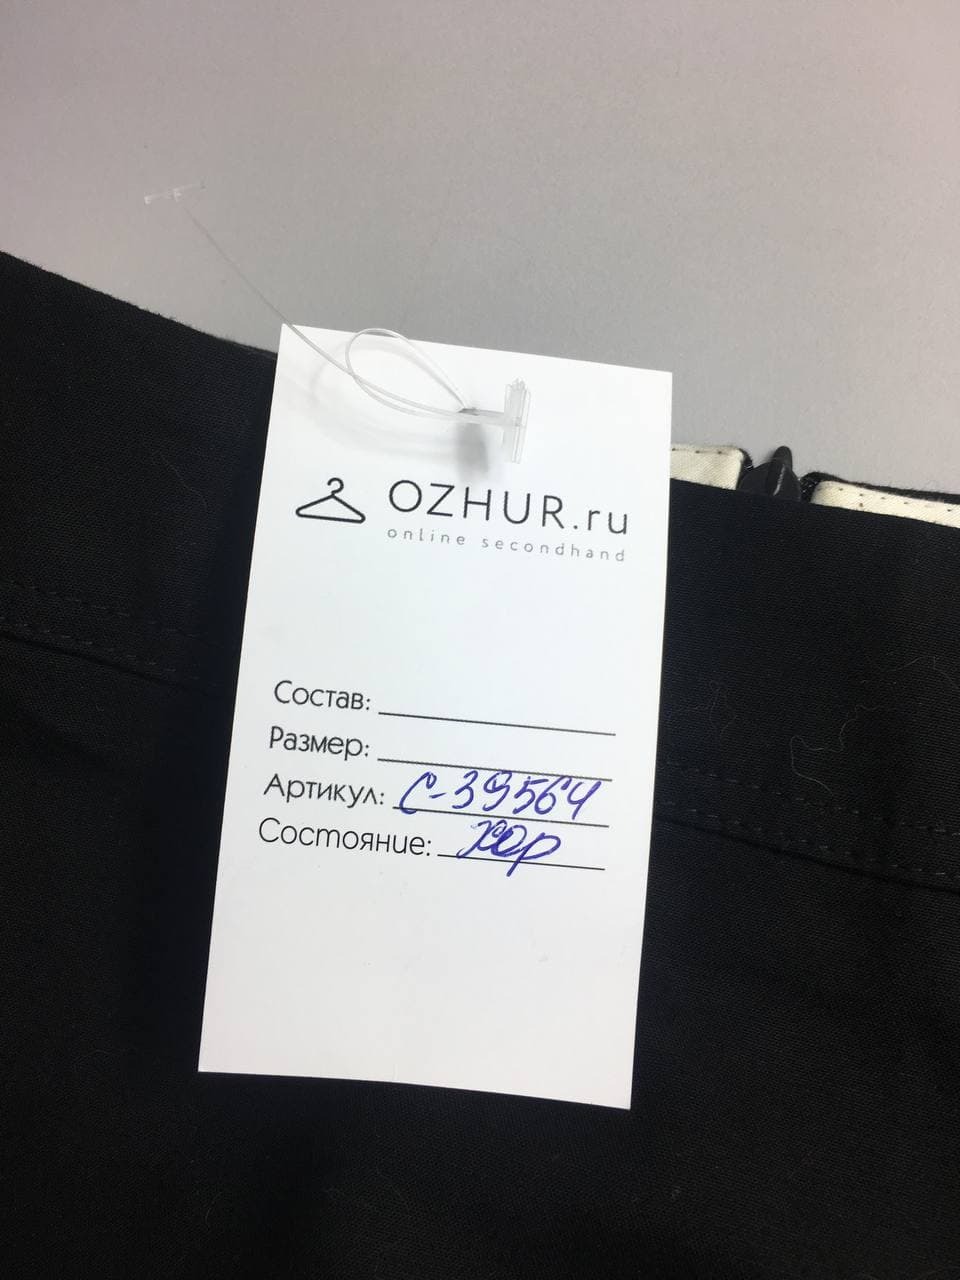 OZHUR.ru
online secondhand
Состав:
Размер:
Артикул: С-39564
Состояние: хор